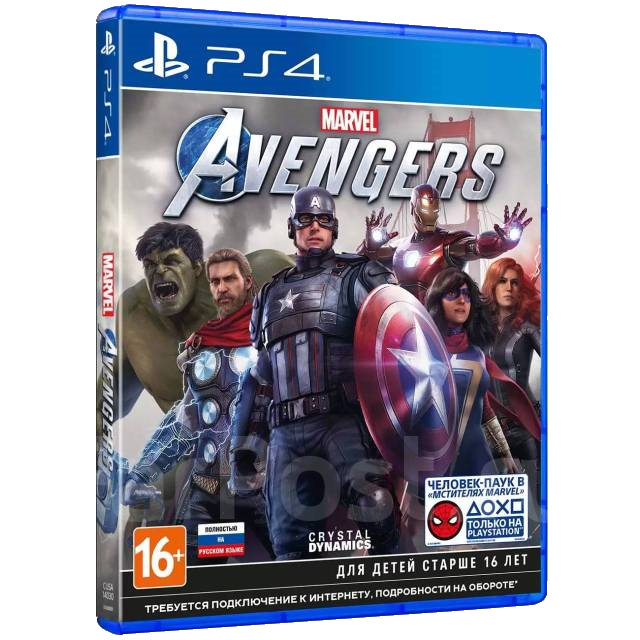 PS4
PS4
MARVEL
AVENGERS
MARVEL
AVENGERS
A
ЧЕЛОВЕК-ПАУК В
«МСТИТЕЛЯХ MARVEL»
ТОЛЬКО НА
PLAYSTATION
ПОЛНОСТЬЮ
НА
РУССКОМ ЯЗЫКЕ
CRYSTAL
DYNAMICS
16+
ДЛЯ ДЕТЕЙ СТАРШЕ 16 ЛЕТ
CUSA
ТРЕБУЕТСЯ ПОДКЛЮЧЕНИЕ К ИНТЕРНЕТУ, ПОДРОБНОСТИ НА ОБОРОТЕ*